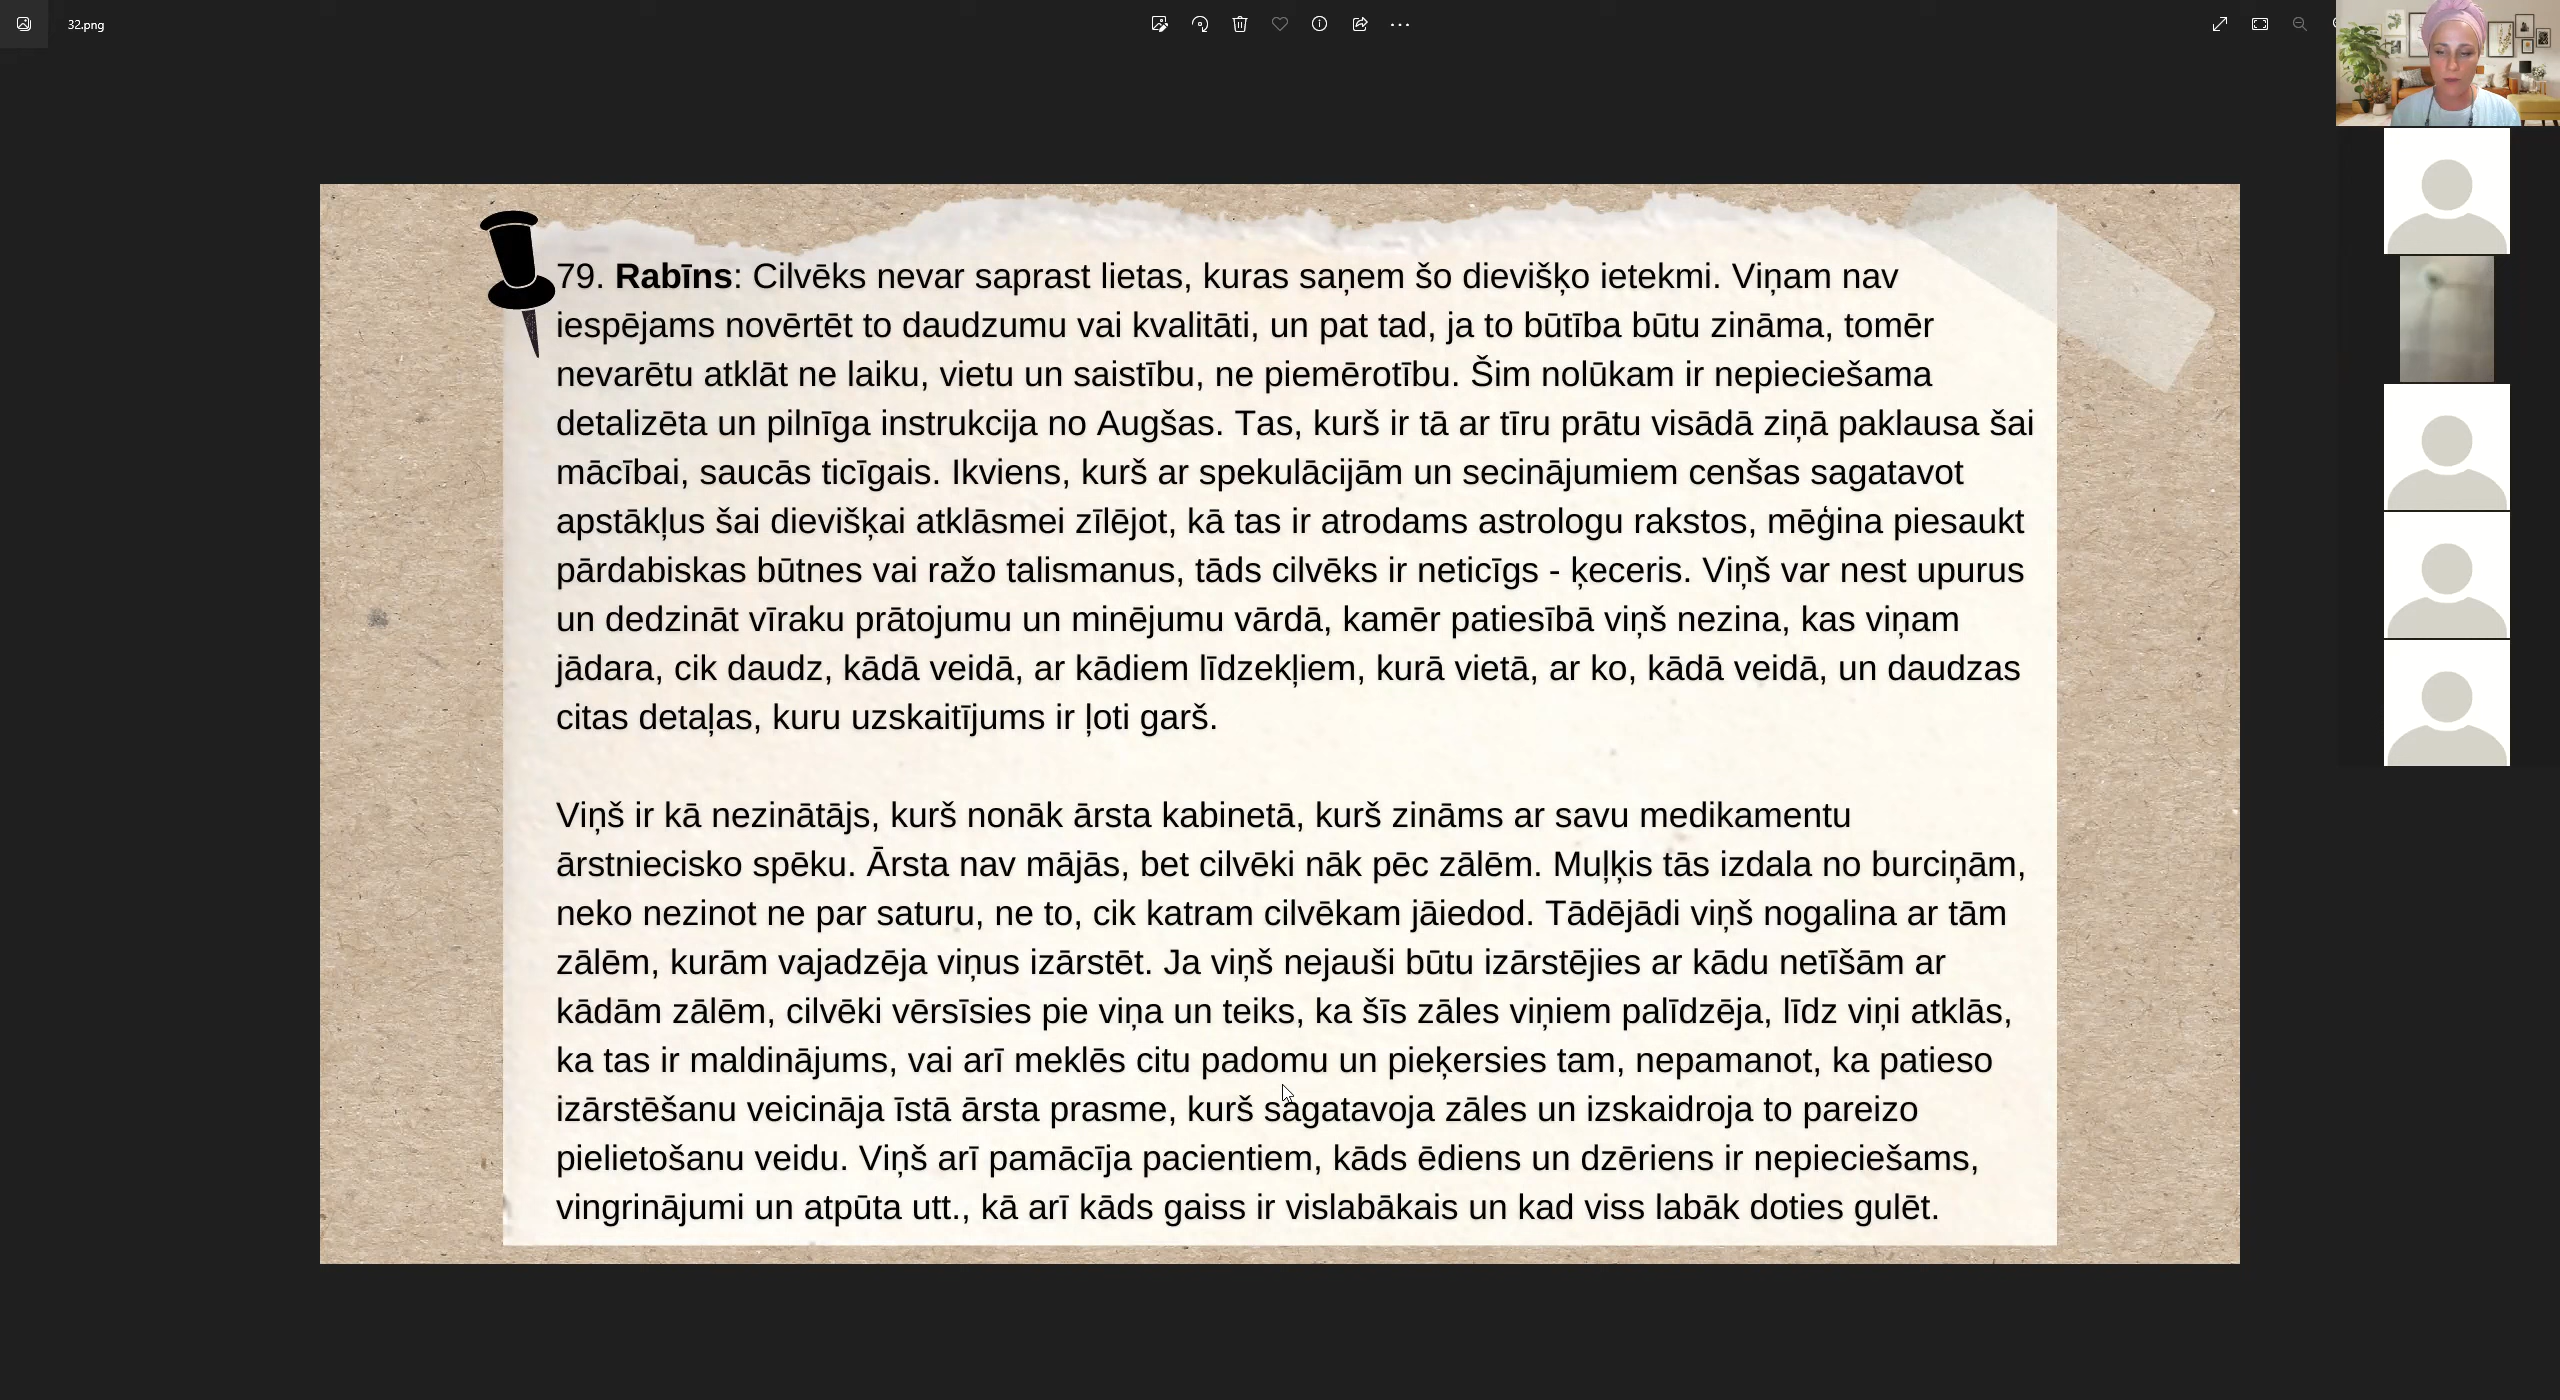 32.png
79. Rabīns: Cilvēks nevar saprast lietas, kuras saņem šo dievišķo ietekmi. Viņam nav
iespējams novērtēt to daudzumu vai kvalitāti, un pat tad, ja to būtība būtu zināma, tomēr
nevarētu atklāt ne laiku, vietu un saistību, ne piemērotību. Šim nolūkam ir nepieciešama
detalizēta un pilnīga instrukcija no Augšas. Tas, kurš ir tā ar tīru prātu visādā ziņā paklausa šai
mācībai, saucās ticīgais. Ikviens, kurš ar spekulācijām un secinājumiem cenšas sagatavot
apstākļus šai dievišķai atklāsmei zīlējot, kā tas ir atrodams astrologu rakstos, mēģina piesaukt
pārdabiskas būtnes vai ražo talismanus, tāds cilvēks ir neticīgs - ķeceris. Viņš var nest upurus
un dedzināt vīraku prātojumu un minējumu vārdā, kamēr patiesībā viņš nezina, kas viņam
jādara, cik daudz, kādā veidā, ar kādiem līdzekļiem, kurā vietā, ar ko, kādā veidā, un daudzas
citas detaļas, kuru uzskaitījums ir ļoti garš.
Viņš ir kā nezinātājs, kurš nonāk ārsta kabinetā, kurš zināms ar savu medikamentu
ārstniecisko spēku. Ārsta nav mājās, bet cilvēki nāk pēc zālēm. Muļķis tās izdala no burciņām,
neko nezinot ne par saturu, ne to, cik katram cilvēkam jāiedod. Tādējādi viņš nogalina ar tām
zālēm, kurām vajadzēja viņus izārstēt. Ja viņš nejauši būtu izārstējies ar kādu netīšām ar
kādām zālēm, cilvēki vērsīsies pie viņa un teiks, ka šīs zāles viņiem palīdzēja, līdz viņi atklās,
ka tas ir maldinājums, vai arī meklēs citu padomu un pieķersies tam, nepamanot, ka patieso
izārstēšanu veicināja īstā ārsta prasme, kurš sagatavoja zāles un izskaidroja to pareizo
pielietošanu veidu. Viņš arī pamācīja pacientiem, kāds ēdiens un dzēriens ir nepieciešams,
vingrinājumi un atpūta utt., kā arī kāds gaiss ir vislabākais un kad viss labāk doties gulēt.